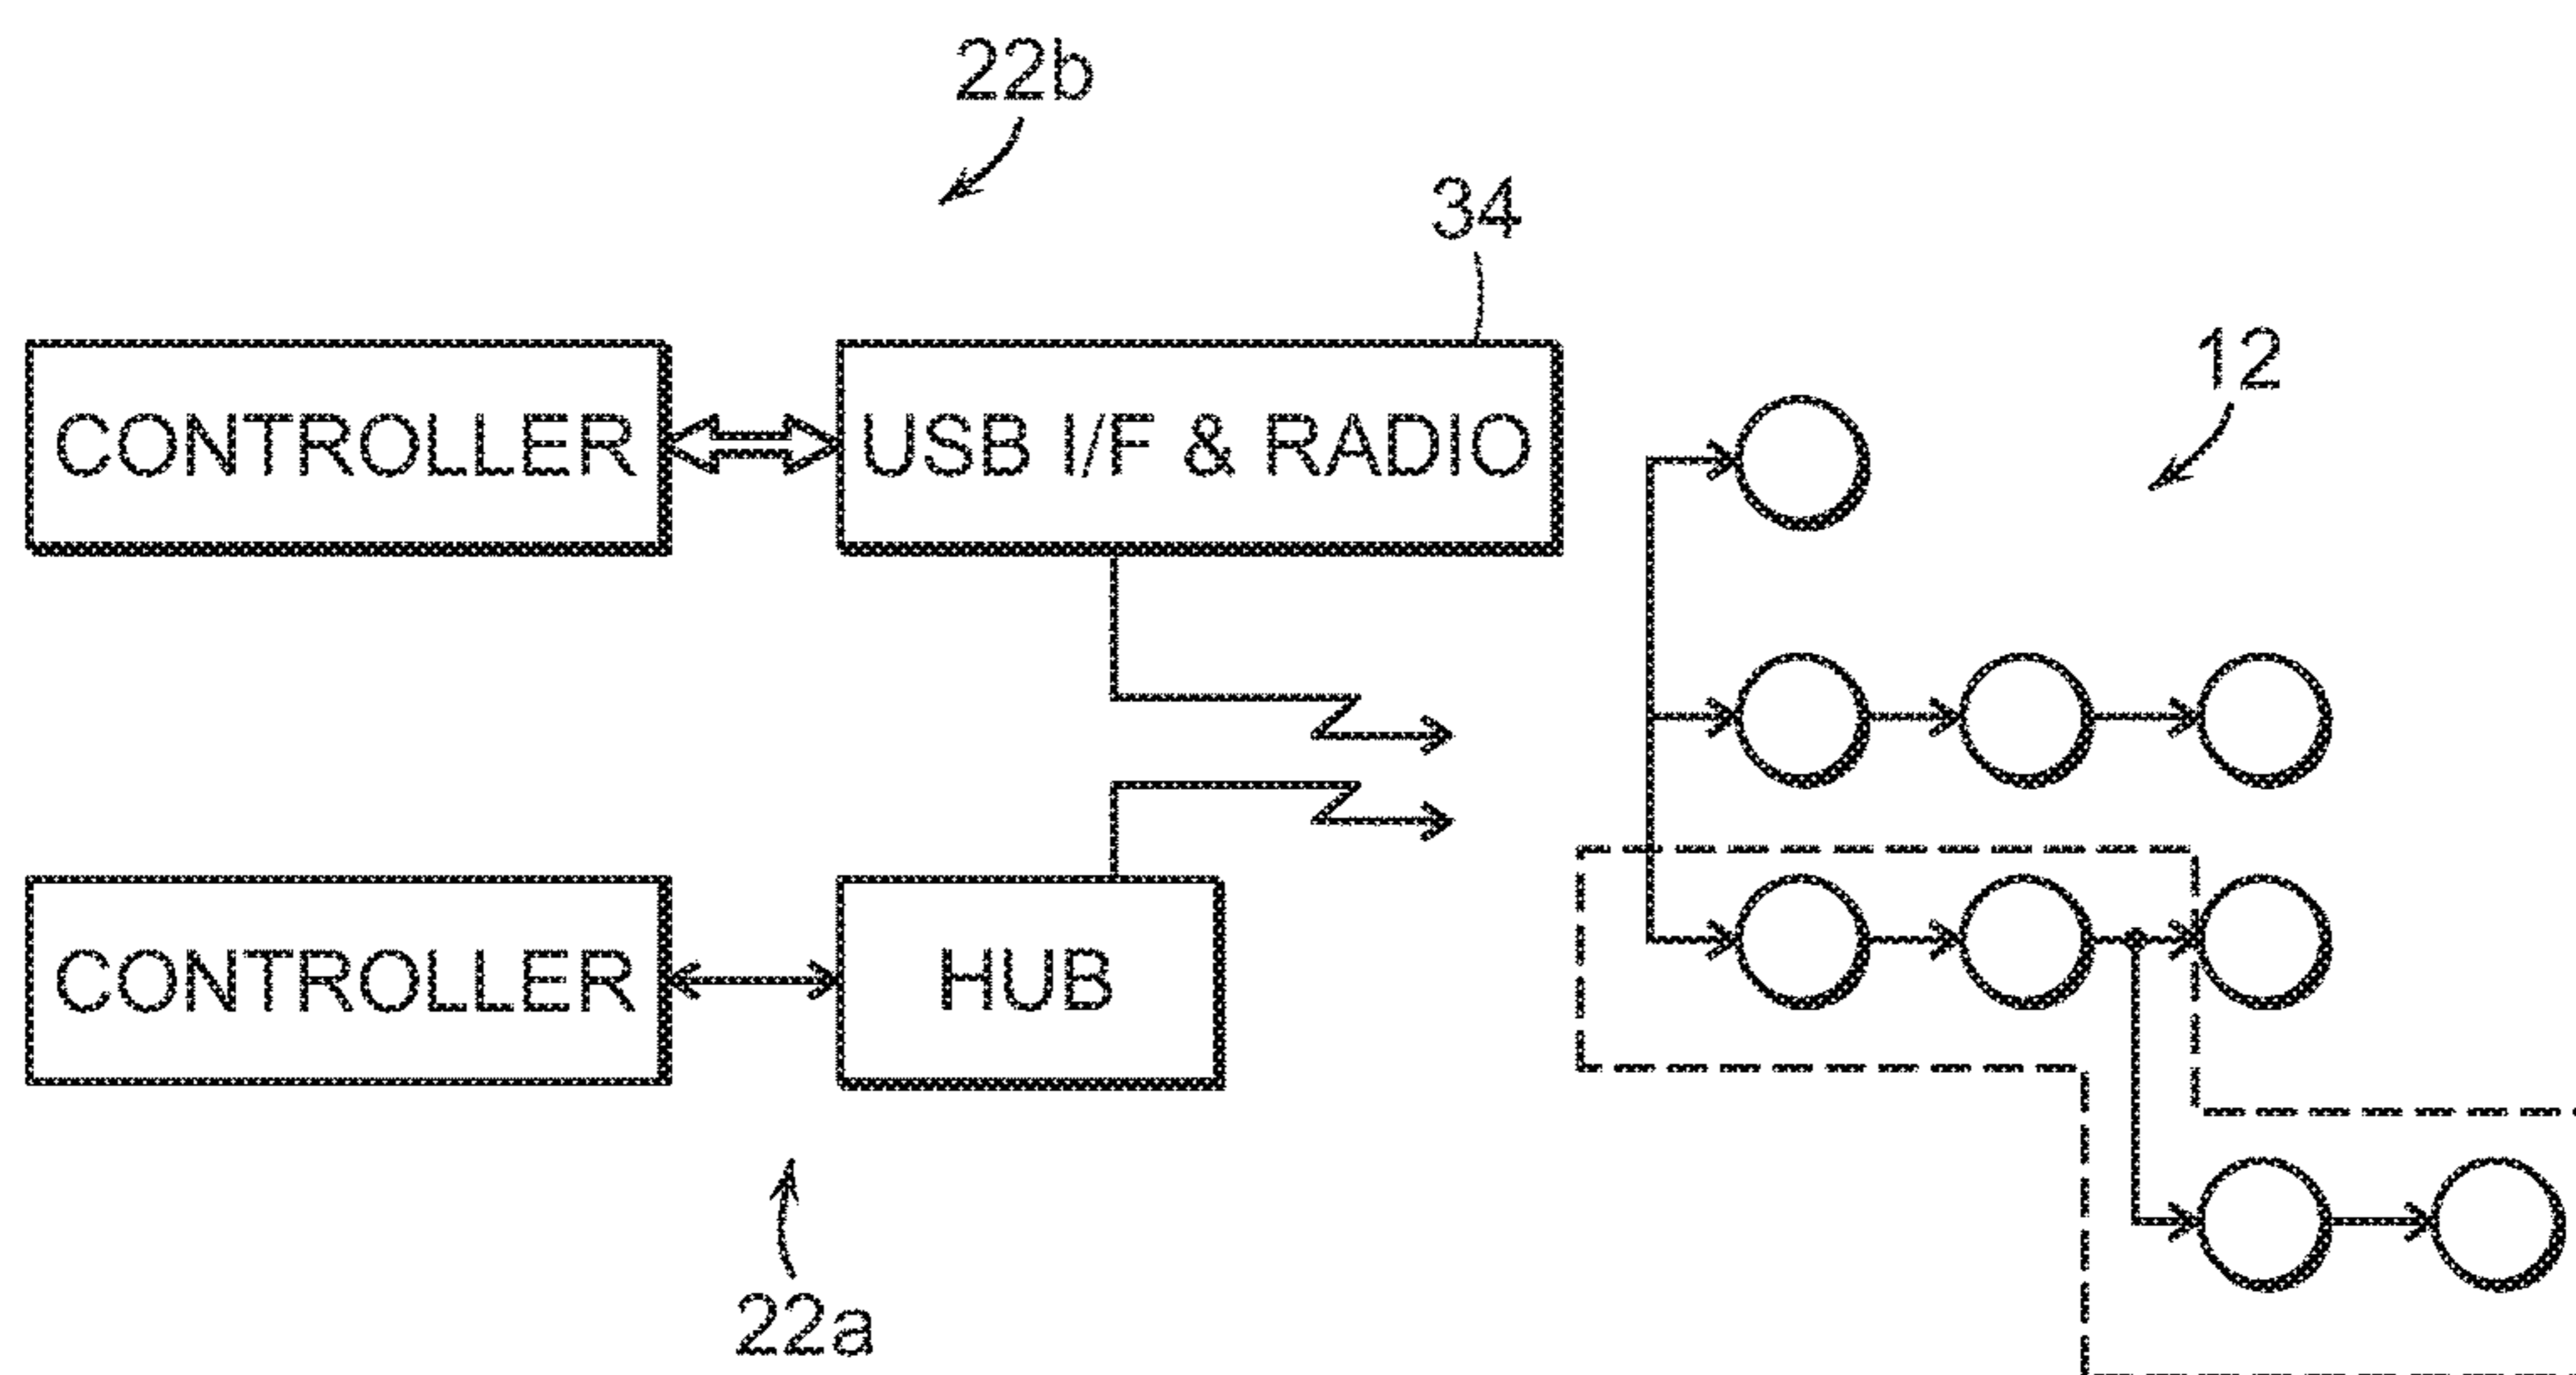 22b
34
12
CONTROLLER
USB I/F & RADIO
CONTROLLER
HUB
22a